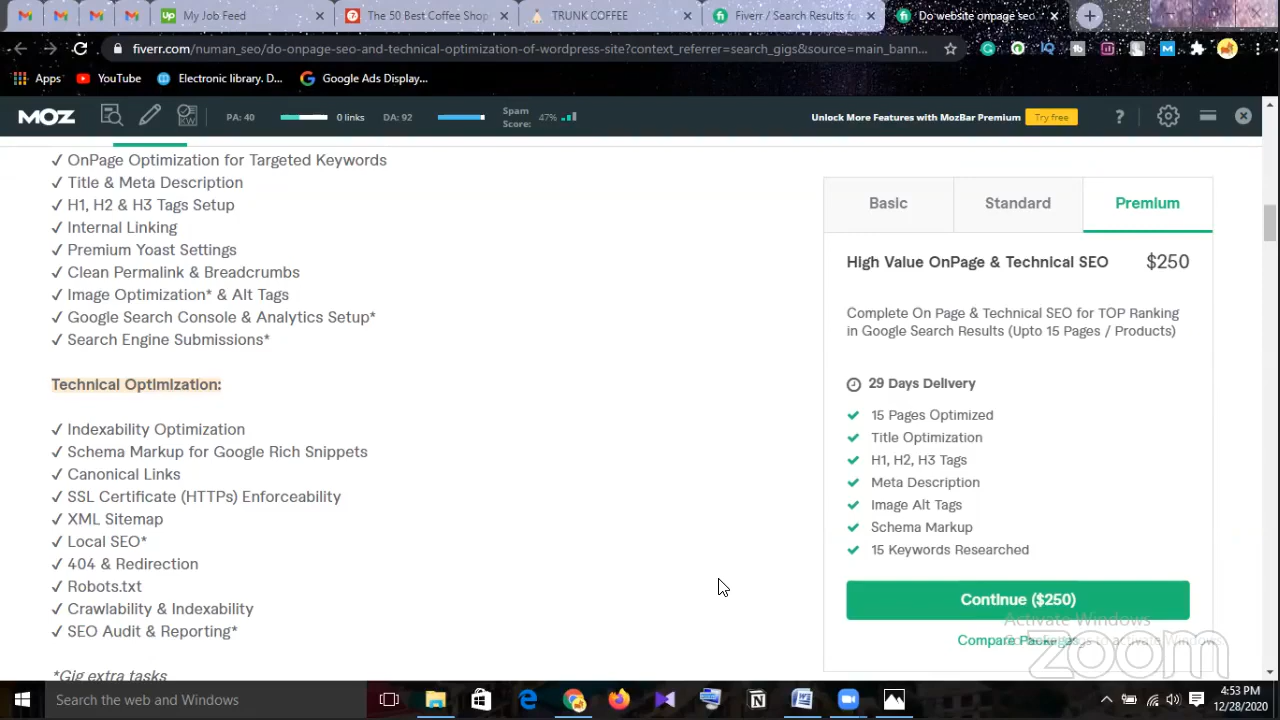 My Job Feed
The 50 Best Coffee Shop
TRUNK COFFEE
Fiverr / Search Results fo
Do website onpage seo
fiverr.com/human_seo/do-onpage-seo-and-technical-optimization-of-wordpress-site?context_referrer=search_gigs&source=main_bann...
Apps
YouTube
Electronic library. D...
Google Ads Display...
MOZ
PA: 40
0 links
DA: 92
Spam
Score:
47%
Unlock More Features with MozBar Premium
Try free
✓ OnPage Optimization for Targeted Keywords
✓ Title & Meta Description
✓ H1, H2 & H3 Tags Setup
✓ Internal Linking
✓ Premium Yoast Settings
✓ Clean Permalink & Breadcrumbs
✓ Image Optimization* & Alt Tags
✓ Google Search Console & Analytics Setup*
✓ Search Engine Submissions*
Technical Optimization:
✓ Indexability Optimization
✓ Schema Markup for Google Rich Snippets
✓ Canonical Links
✓ SSL Certificate (HTTPs) Enforceability
✓ XML Sitemap
✓ Local SEO*
✓ 404 & Redirection
✓ Robots.txt
✓ Crawlability & Indexability
✓ SEO Audit & Reporting*
*Gig extra tasks
Basic
Standard
Premium
High Value OnPage & Technical SEO
$250
Complete On Page & Technical SEO for TOP Ranking
in Google Search Results (Upto 15 Pages / Products)
29 Days Delivery
15 Pages Optimized
Title Optimization
H1, H2, H3 Tags
Meta Description
Image Alt Tags
Schema Markup
15 Keywords Researched
Continue ($250)
Activate Windows
Compare Packages
to activate Windows.
zoom
Search the web and Windows
4:53 PM
12/28/2020